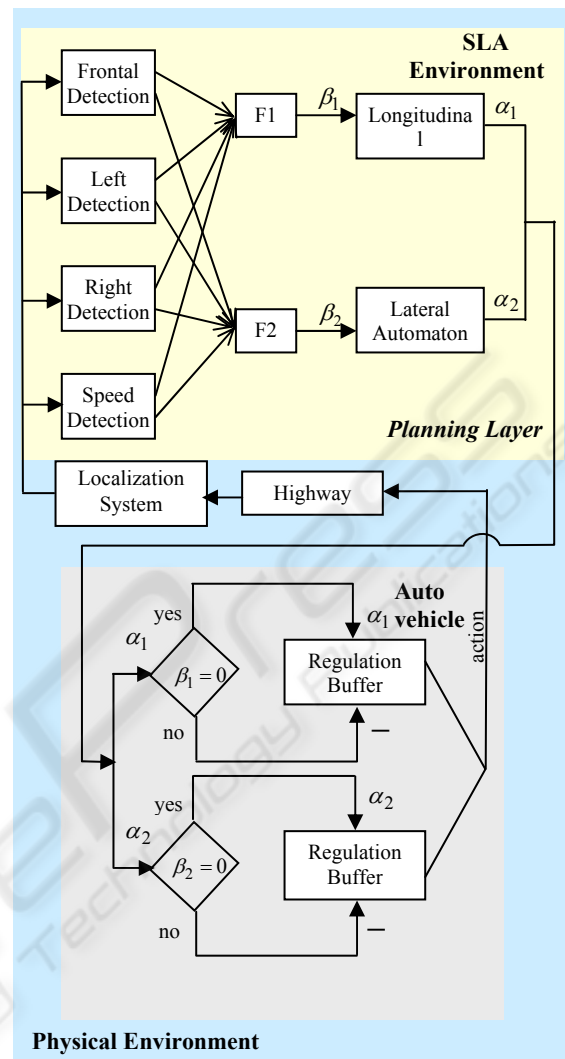 SLA
Environment
Frontal
Detection
F1
β₁
Longitudina
l
α₁
Left
Detection
Right
Detection
F2
β₂
Lateral
Automaton
α₂
Speed
Detection
Planning Layer
Localization
System
Highway
Auto
vehicle
action
yes
α₁
α₁
β₁ = 0
Regulation
Buffer
no
–
yes
α₂
α₂
β₂ = 0
Regulation
Buffer
no
–
Physical Environment